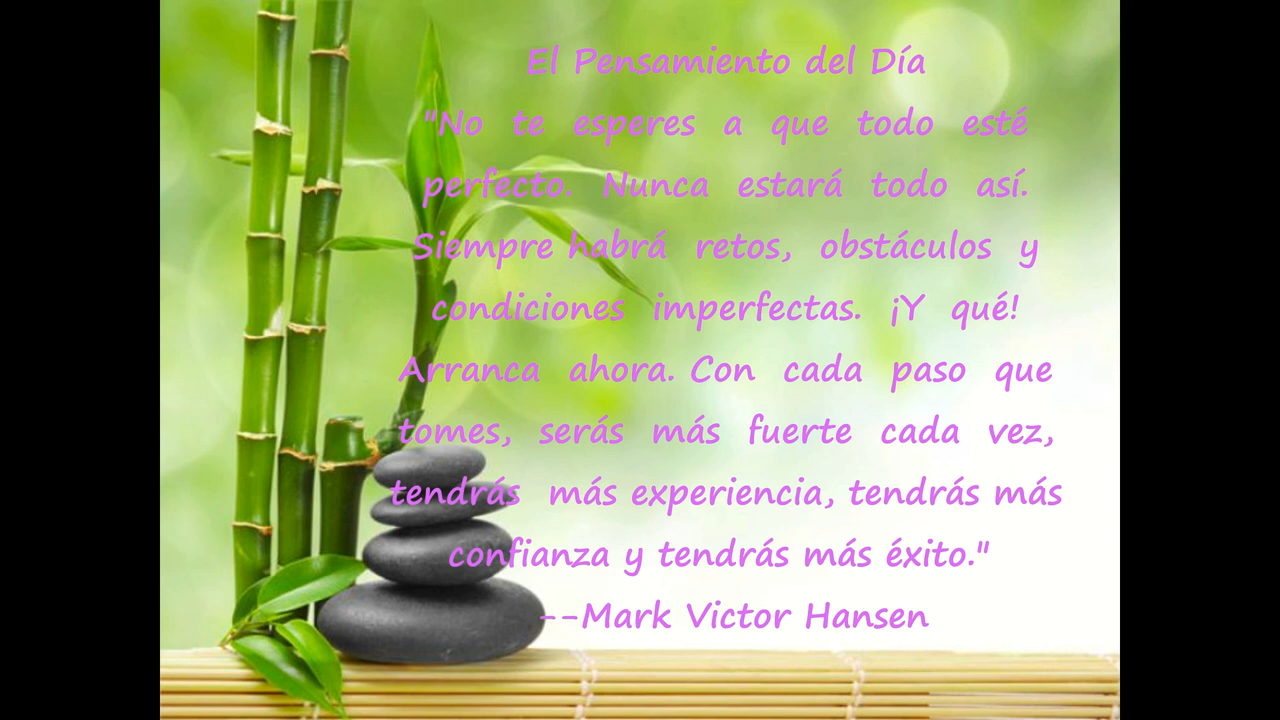 El Pensamiento del Día
"No te esperes a que todo esté
perfecto. Nunca estará todo así.
Siempre habrá retos, obstáculos y
condiciones imperfectas. ¡Y qué!
Arranca ahora. Con cada paso que
tomes, serás más fuerte cada vez,
tendrás más experiencia, tendrás más
confianza y tendrás más éxito."
--Mark Victor Hansen